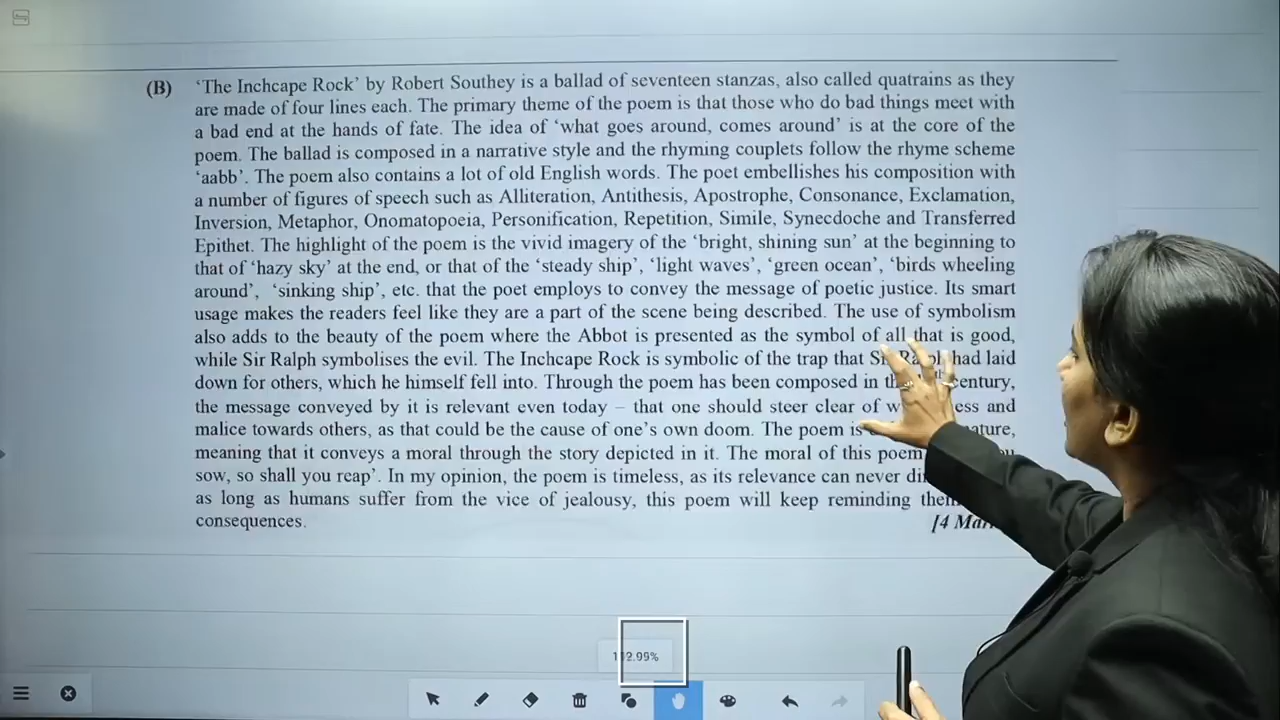 (B) ‘The Inchcape Rock’ by Robert Southey is a ballad of seventeen stanzas, also called quatrains as they
are made of four lines each. The primary theme of the poem is that those who do bad things meet with
a bad end at the hands of fate. The idea of ‘what goes around, comes around’ is at the core of the
poem. The ballad is composed in a narrative style and the rhyming couplets follow the rhyme scheme
‘aabb’. The poem also contains a lot of old English words. The poet embellishes his composition with
a number of figures of speech such as Alliteration, Antithesis, Apostrophe, Consonance, Exclamation,
Inversion, Metaphor, Onomatopoeia, Personification, Repetition, Simile, Synecdoche and Transferred
Epithet. The highlight of the poem is the vivid imagery of the ‘bright, shining sun’ at the beginning to
that of ‘hazy sky’ at the end, or that of the ‘steady ship’, ‘light waves’, ‘green ocean’, ‘birds wheeling
around’, ‘sinking ship’, etc. that the poet employs to convey the message of poetic justice. Its smart
usage makes the readers feel like they are a part of the scene being described. The use of symbolism
also adds to the beauty of the poem where the Abbot is presented as the symbol of all that is good,
while Sir Ralph symbolises the evil. The Inchcape Rock is symbolic of the trap that Sir Ralph had laid
down for others, which he himself fell into. Through the poem has been composed in century,
the message conveyed by it is relevant even today – that one should steer clear of and
malice towards others, as that could be the cause of one’s own doom. The poem is
meaning that it conveys a moral through the story depicted in it. The moral of this poem
sow, so shall you reap’. In my opinion, the poem is timeless, as its relevance can never
as long as humans suffer from the vice of jealousy, this poem will keep reminding
consequences. [4